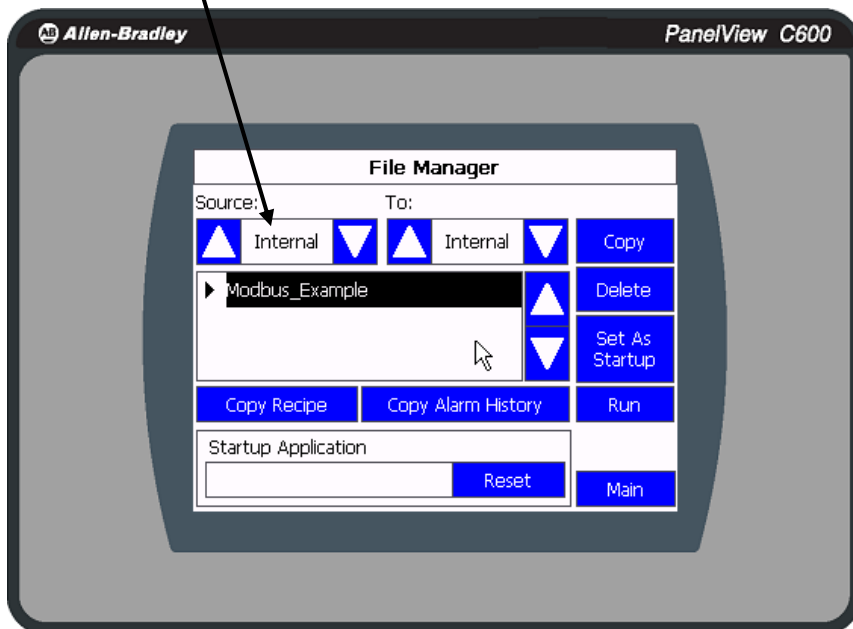 AB Allen-Bradley PanelView C600
File Manager
Source: To:
Internal Internal Copy
Modbus_Example Delete
Set As
Startup
Copy Recipe Copy Alarm History Run
Startup Application
Reset
Main